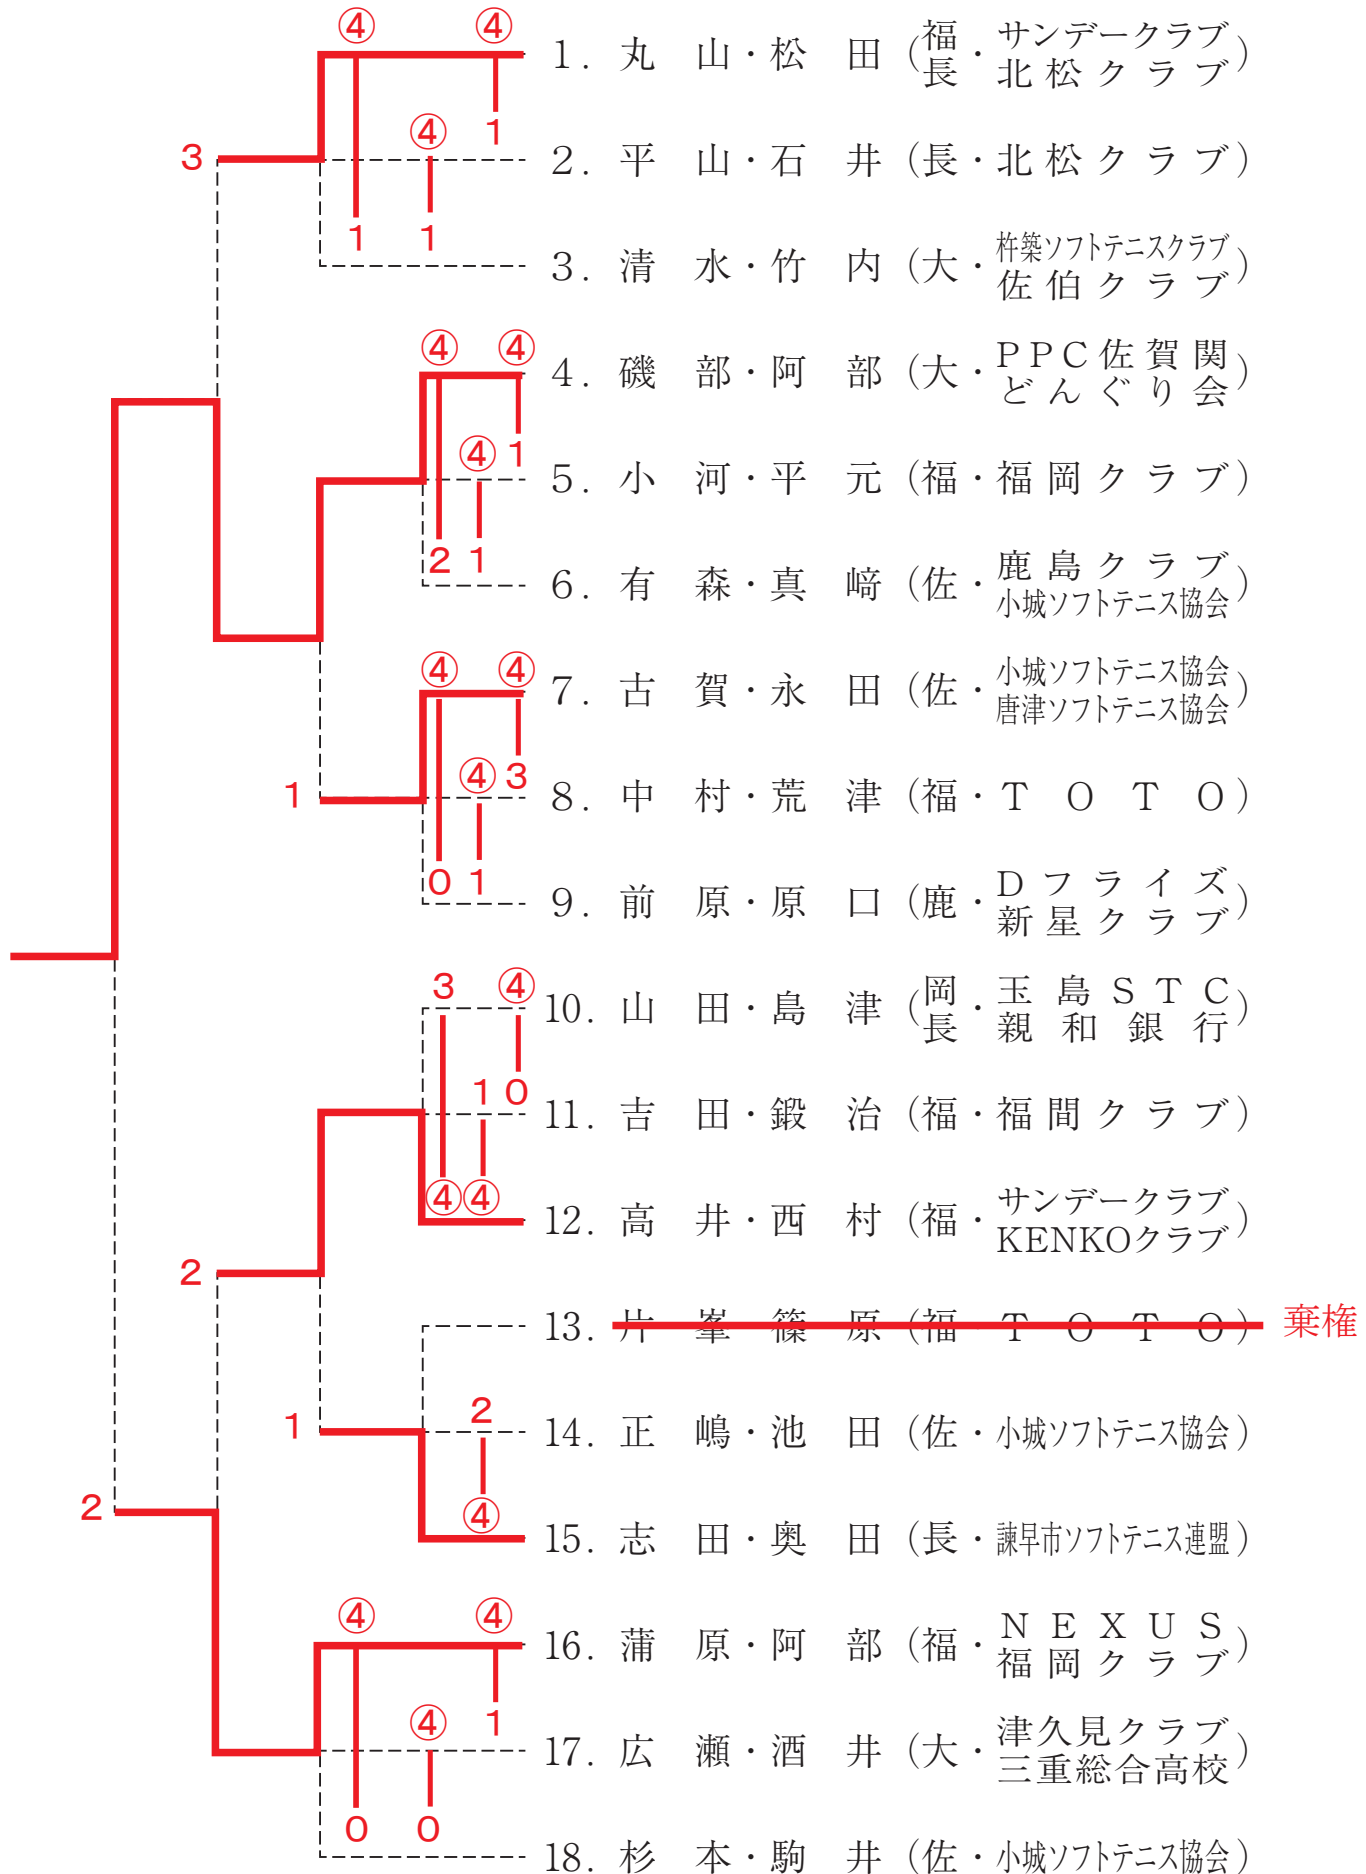 ④ ④
1. 丸山・松田 (福・サンデークラブ
長 北松クラブ)
1
④
3
2. 平山・石井 (長・北松クラブ)
1 1
3. 清水・竹内 (大・杵築ソフトテニスクラブ
佐伯クラブ)
④ ④
4. 磯部・阿部 (大・PPC佐賀関
どんぐり会)
④ 1
5. 小河・平元 (福・福岡クラブ)
2 1
6. 有森・真﨑 (佐・鹿島クラブ
小城ソフトテニス協会)
④ ④
7. 古賀・永田 (佐・小城ソフトテニス協会
唐津ソフトテニス協会)
④ 3
1
8. 中村・荒津 (福・TOTO)
0 1
9. 前原・原口 (鹿・Dフライズ
新星クラブ)
3 ④
10. 山田・島津 (岡・玉島STC
長 親和銀行)
1 0
11. 吉田・鍛治 (福・福間クラブ)
④ ④
12. 高井・西村 (福・サンデークラブ
KENKOクラブ)
2
13. 片峯篠原 (福・TOTO) 棄権
1 2
14. 正嶋・池田 (佐・小城ソフトテニス協会)
2 ④
15. 志田・奥田 (長・諫早市ソフトテニス連盟)
④ ④
16. 蒲原・阿部 (福・NEXUS
福岡クラブ)
④ 1
17. 広瀬・酒井 (大・津久見クラブ
三重総合高校)
0 0
18. 杉本・駒井 (佐・小城ソフトテニス協会)